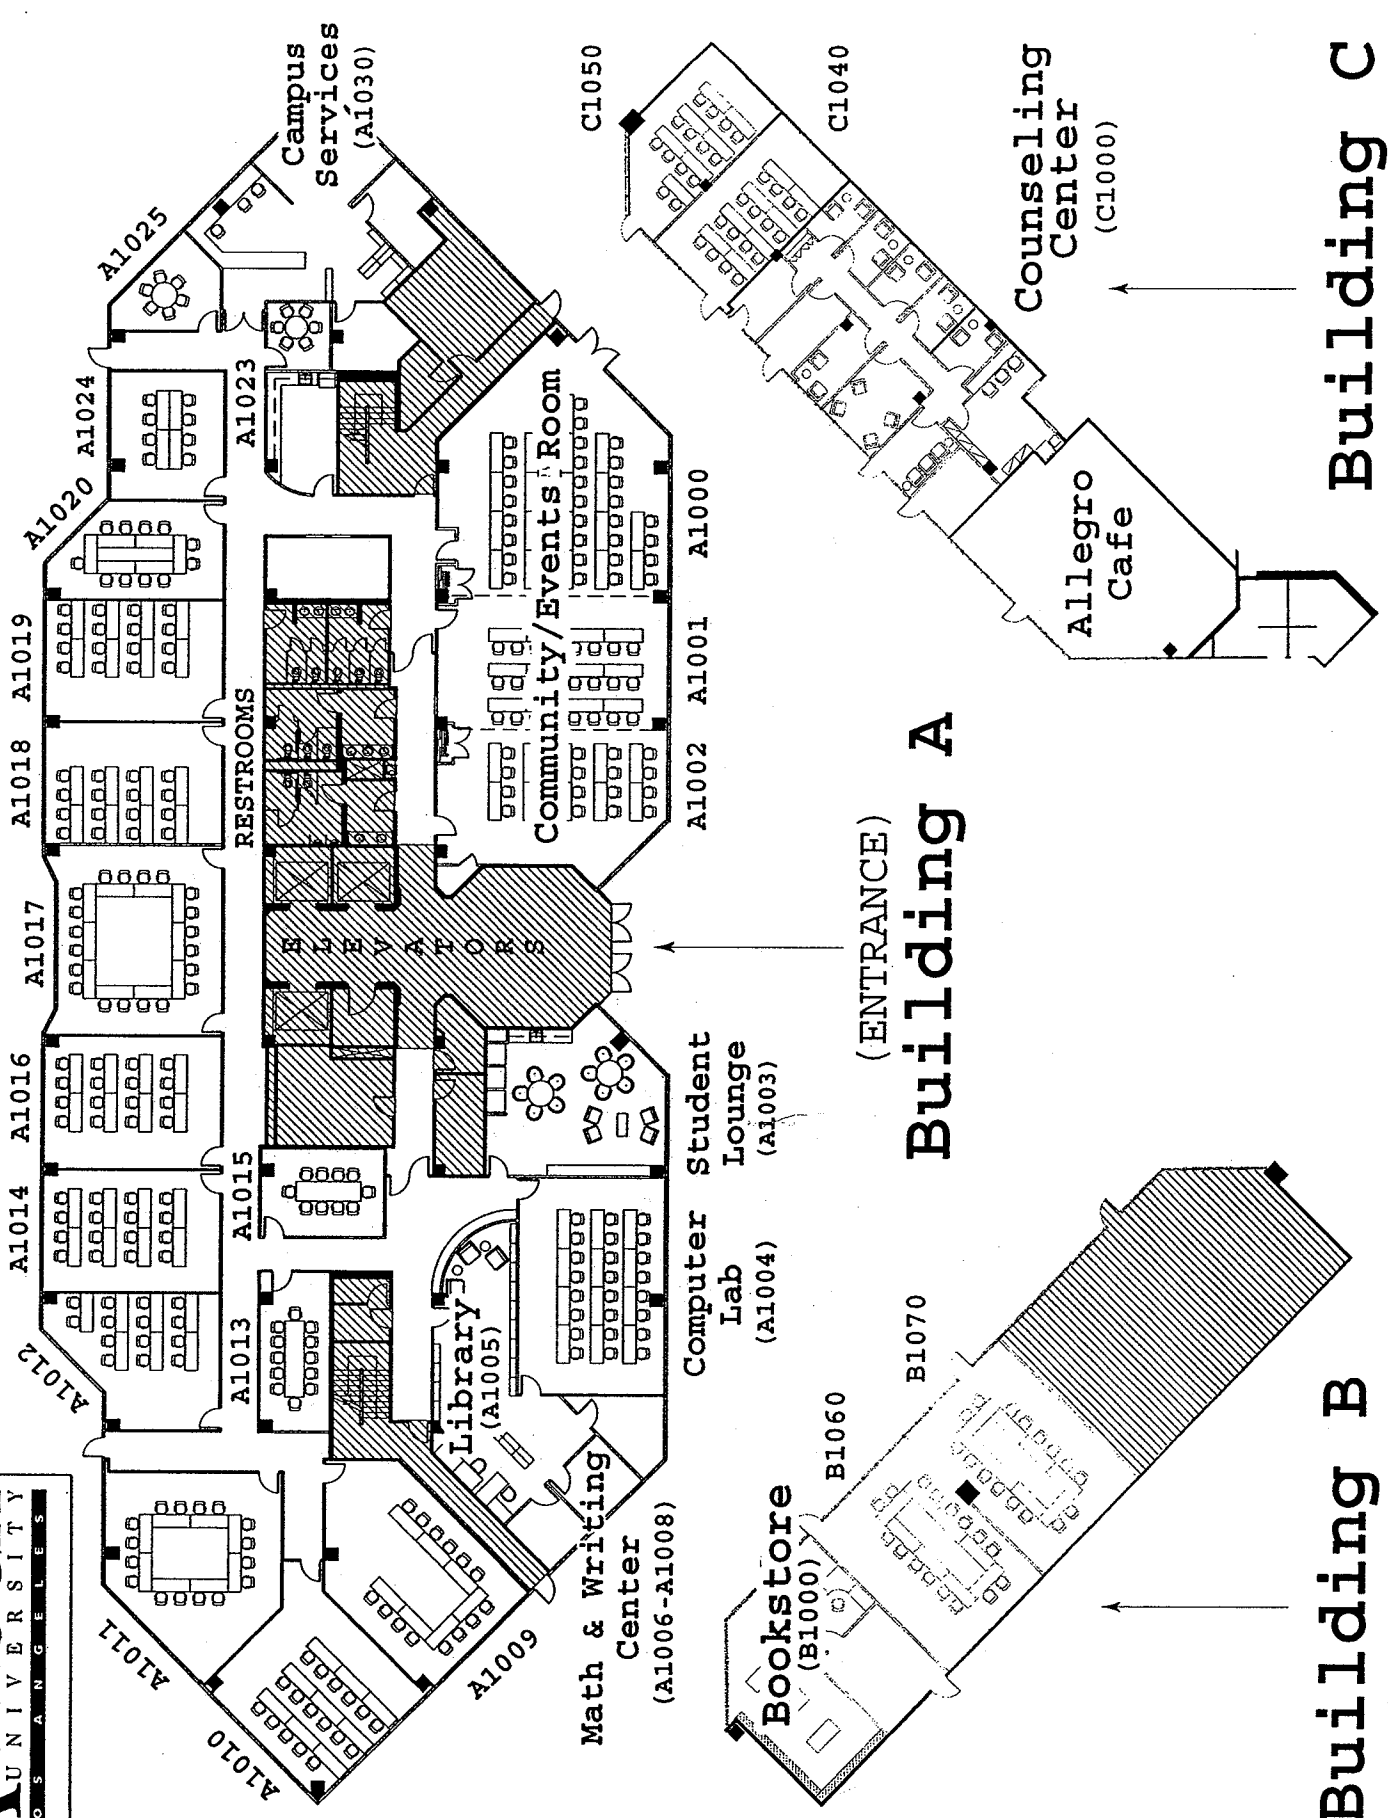 UNIVERSITY
OS ANGELES
A1010
A1011
A1012
A1014
A1016
A1017
A1018
A1019
A1020
A1024
A1025
A1013
A1015
RESTROOMS
A1023
Campus
Services
(A1030)
ELEVATORS
Library
(A1005)
Community/Events Room
A1009
Math & Writing
Center
(A1006-A1008)
Computer
Lab
(A1004)
Student
Lounge
(A1003)
A1002
A1001
A1000
(ENTRANCE)
Building A
Bookstore
(B1000)
B1060
B1070
Building B
Allegro
Cafe
C1050
C1040
Counseling
Center
(C1000)
Building C